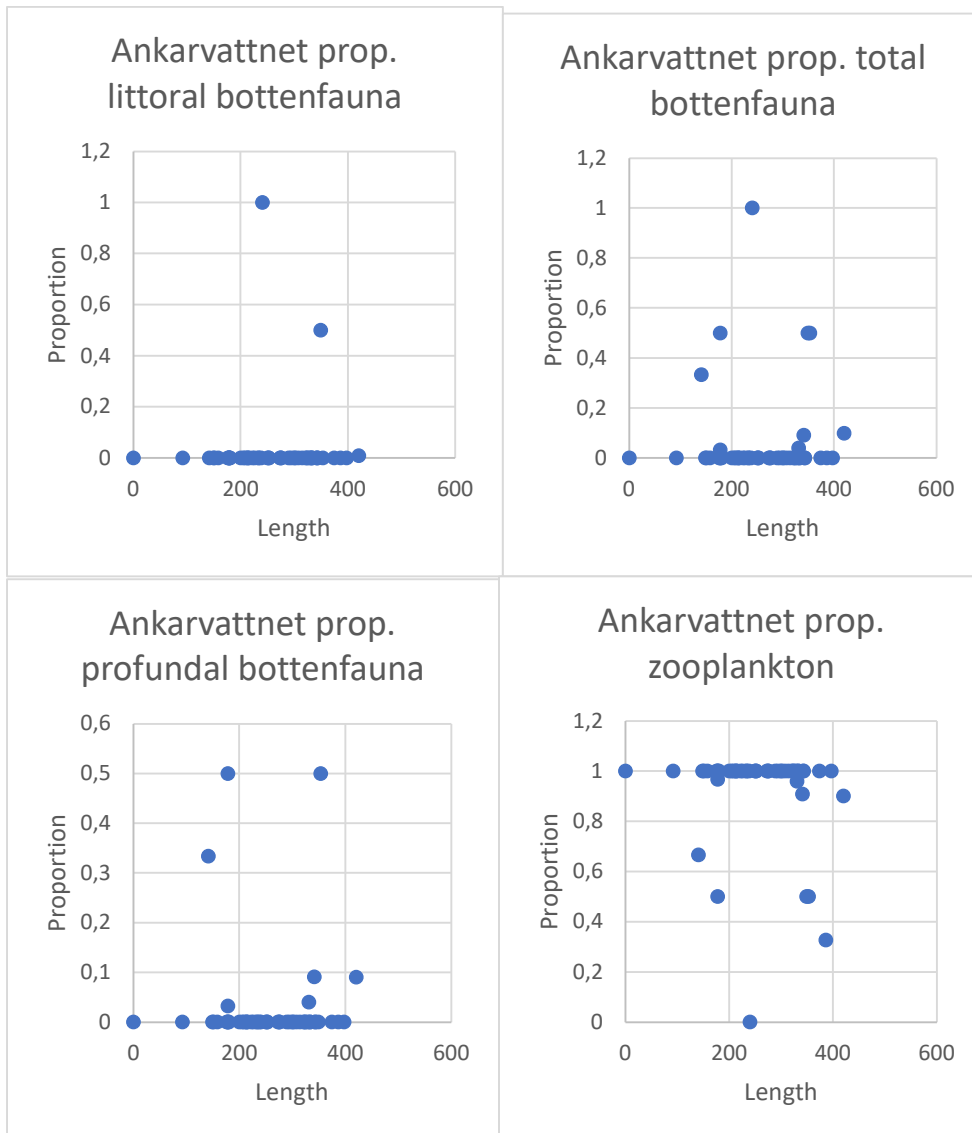 Ankarvattnet prop.
littoral bottenfauna
1,2
1
0,8
0,6
0,4
0,2
0
0 200 400 600
Proportion
Length
Ankarvattnet prop. total
bottenfauna
1,2
1
0,8
0,6
0,4
0,2
0
0 200 400 600
Proportion
Length
Ankarvattnet prop.
profundal bottenfauna
0,6
0,5
0,4
0,3
0,2
0,1
0
0 200 400 600
Proportion
Length
Ankarvattnet prop.
zooplankton
1,2
1
0,8
0,6
0,4
0,2
0
0 200 400 600
Proportion
Length